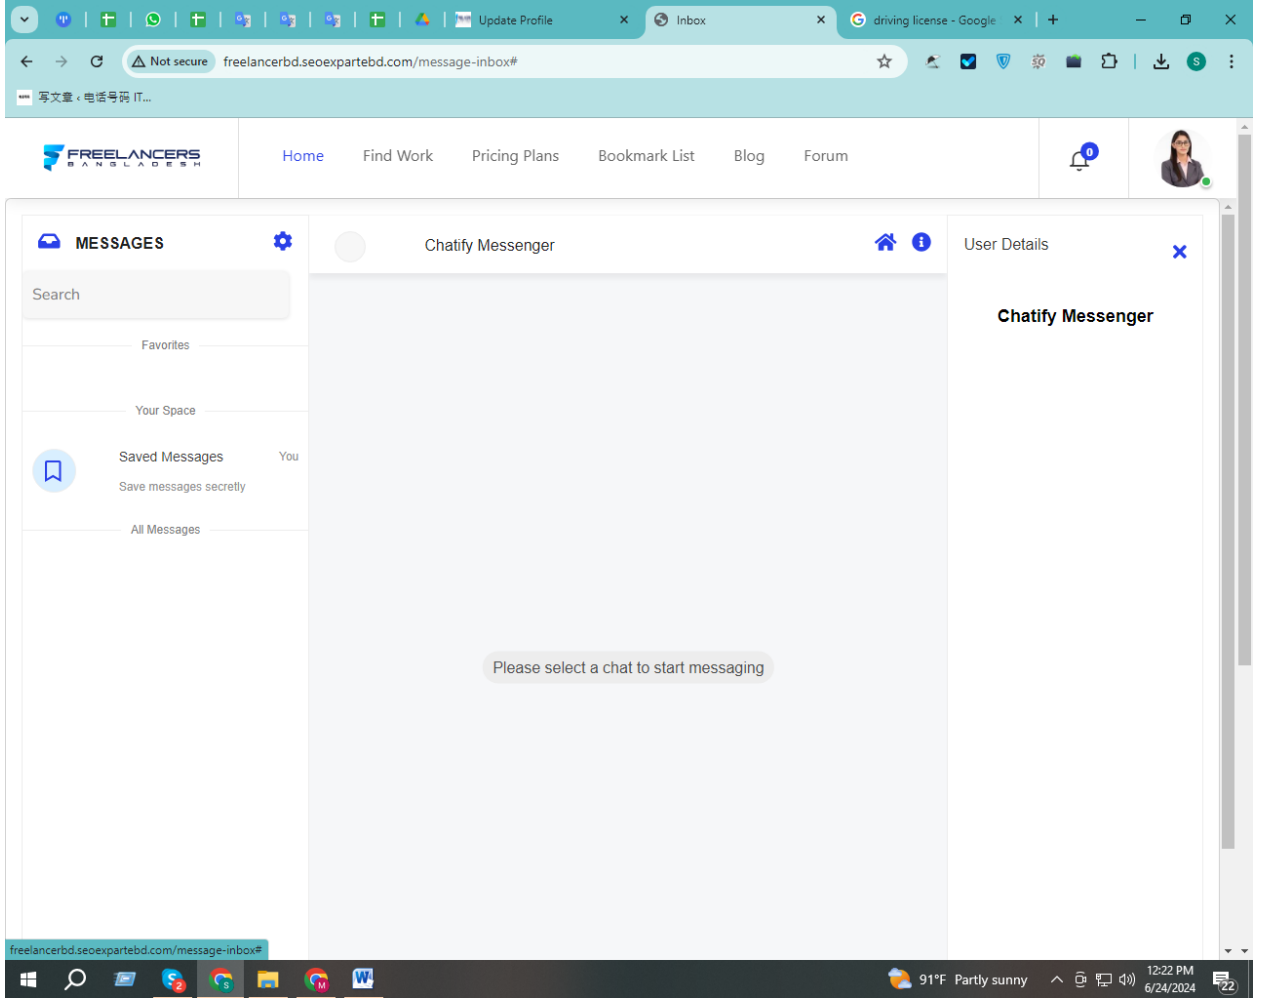 Update Profile
Inbox
driving license - Google
Not secure
freelancerbd.seoexpartebd.com/message-inbox#
S
写文章 ‹ 电话号码 IT...
FREELANCERS
BANGLADESH
Home
Find Work
Pricing Plans
Bookmark List
Blog
Forum
0
MESSAGES
Search
Favorites
Your Space
Saved Messages
You
Save messages secretly
All Messages
Chatify Messenger
Please select a chat to start messaging
User Details
Chatify Messenger
freelancerbd.seoexpartebd.com/message-inbox#
91°F Partly sunny
12:22 PM
6/24/2024
22